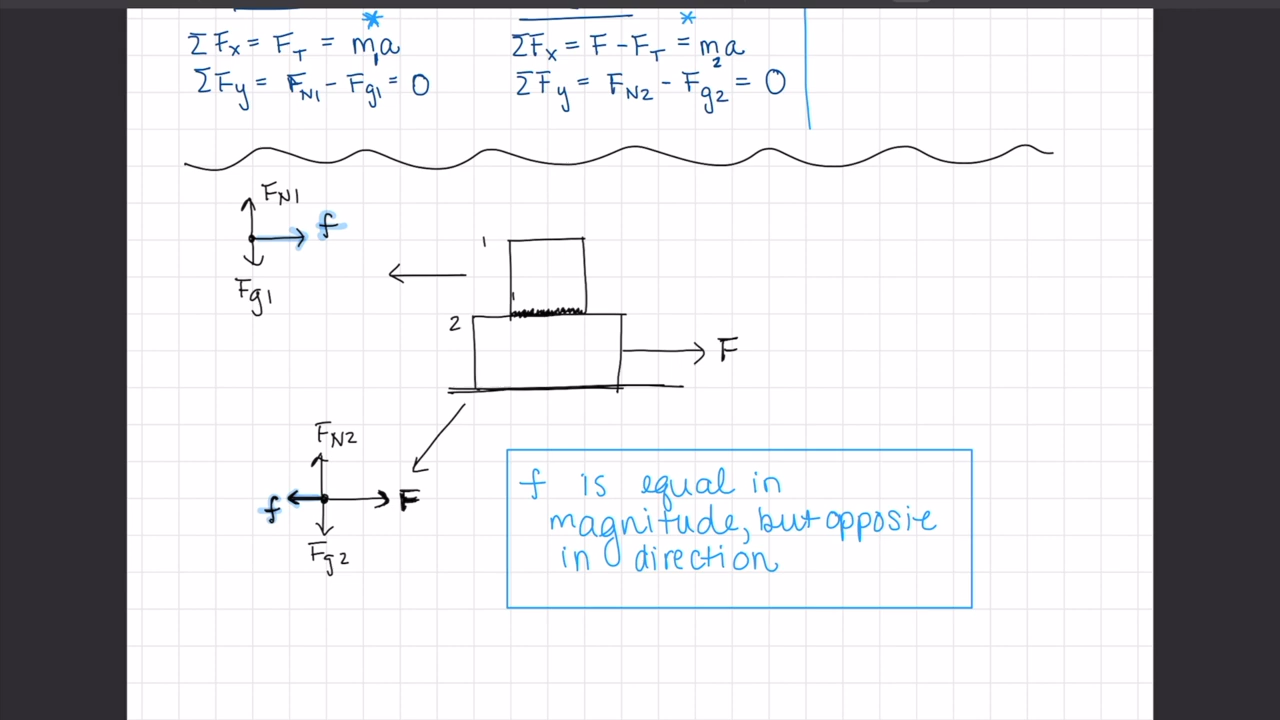 ΣFx = FT = m₁a
*
ΣFy = FN1 - Fg1 = 0
ΣFx = F - FT = m₂a
*
ΣFy = FN2 - Fg2 = 0
FN1
f
Fg1
1
2
F
FN2
f
F
Fg2
f is equal in
magnitude, but opposite
in direction